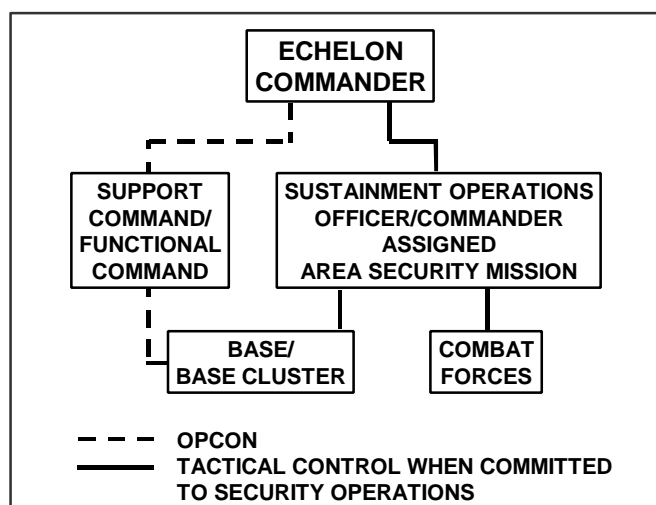 ECHELON
COMMANDER
SUPPORT
COMMAND/
FUNCTIONAL
COMMAND
SUSTAINMENT OPERATIONS
OFFICER/COMMANDER
ASSIGNED
AREA SECURITY MISSION
BASE/
BASE CLUSTER
COMBAT
FORCES
OPCON
TACTICAL CONTROL WHEN COMMITTED
TO SECURITY OPERATIONS